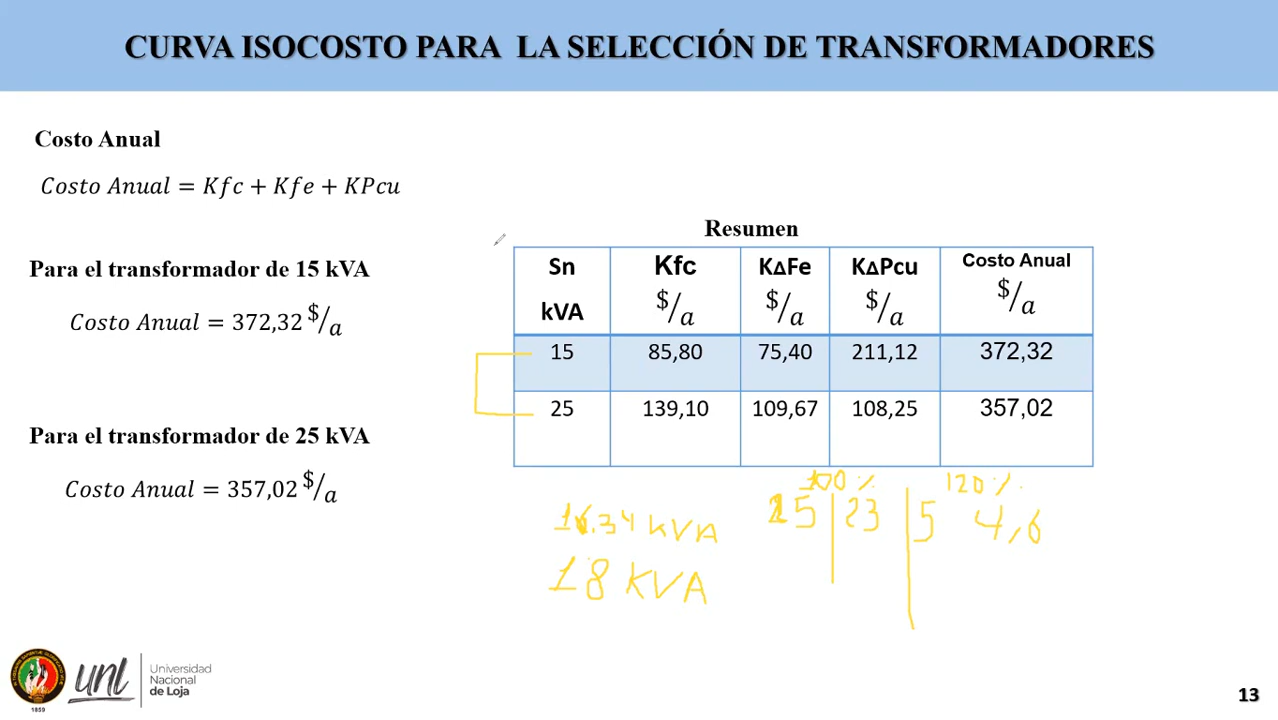 CURVA ISOCOSTO PARA LA SELECCIÓN DE TRANSFORMADORES
Costo Anual
Costo Anual = Kfc + Kfe + KPcu
Para el transformador de 15 kVA
Costo Anual = 372,32 $/a
Para el transformador de 25 kVA
Costo Anual = 357,02 $/a
Resumen
Sn kVA Kfc $/a K∆Fe $/a K∆Pcu $/a Costo Anual $/a
15 85,80 75,40 211,12 372,32
25 139,10 109,67 108,25 357,02
100 % 120 %
25 23 5 4,6
16.34 KVA
18 KVA
1859
unl
Universidad
Nacional
de Loja
13